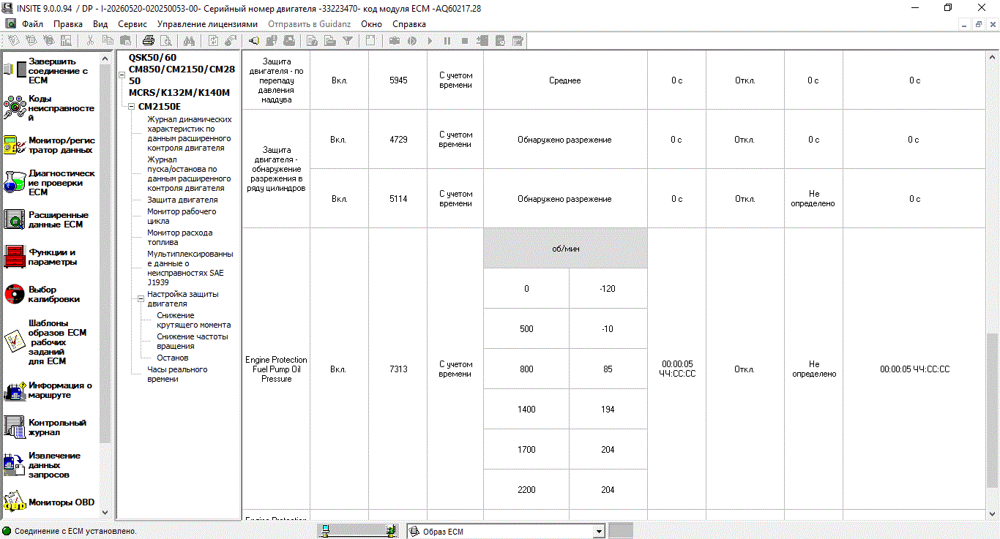 INSITE 9.0.0.94 / DP - I-20260520-020250053-00- Серийный номер двигателя -33223470- код модуля ECM -AQ60217.28
Файл Правка Вид Сервис Управление лицензиями Отправить в Guidanz Окно Справка
Завершить
соединение с
ECM
Коды
неисправносте
й
Монитор/регис
тратор данных
Диагностическ
ие проверки
ECM
Расширенные
данные ECM
Функции и
параметры
Выбор
калибровки
Шаблоны
образов ECM
рабочих
заданий
для ECM
Информация о
маршруте
Контрольный
журнал
Извлечение
данных
запросов
Мониторы OBD
QSK50/60
CM850/CM2150/CM28
50
MCRS/K132M/K140M
CM2150E
Журнал динамических
характеристик по
данным расширенного
контроля двигателя
Журнал
пуска/останова по
данным расширенного
контроля двигателя
Защита двигателя
Монитор рабочего
цикла
Монитор расхода
топлива
Мультиплексированны
е данные о
неисправностях SAE
J1939
Настройка защиты
двигателя
Снижение
крутящего момента
Снижение частоты
вращения
Останов
Часы реального
времени
Защита
двигателя - по
перепаду
давления
наддува
Вкл.
5945
С учетом
времени
Среднее
0 с
Откл.
0 с
0 с
Защита
двигателя -
обнаружение
разрежения в
ряду цилиндров
Вкл.
4729
С учетом
времени
Обнаружено разрежение
0 с
Откл.
0 с
0 с
Вкл.
5114
С учетом
времени
Обнаружено разрежение
0 с
Откл.
Не
определено
0 с
Engine Protection
Fuel Pump Oil
Pressure
Вкл.
7313
С учетом
времени
об/мин
0 -120
500 -10
800 85
1400 194
1700 204
2200 204
00:00:05
ЧЧ:СС:СС
Откл.
Не
определено
00:00:05 ЧЧ:СС:СС
Engine Protection
Соединение с ECM установлено.
Образ ECM